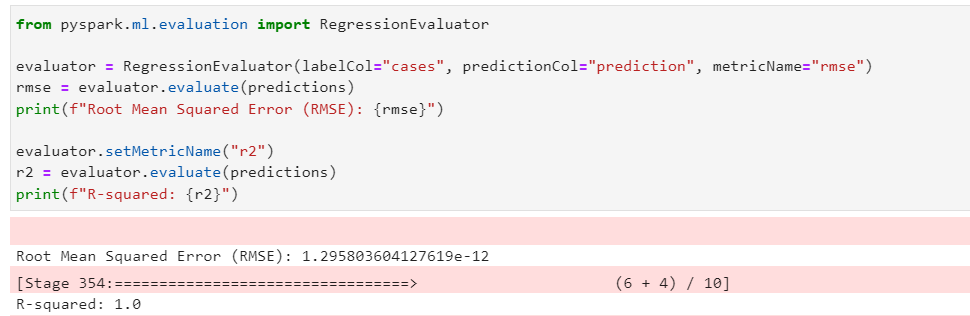 from pyspark.ml.evaluation import RegressionEvaluator
evaluator = RegressionEvaluator(labelCol="cases", predictionCol="prediction", metricName="rmse")
rmse = evaluator.evaluate(predictions)
print(f"Root Mean Squared Error (RMSE): {rmse}")
evaluator.setMetricName("r2")
r2 = evaluator.evaluate(predictions)
print(f"R-squared: {r2}")
Root Mean Squared Error (RMSE): 1.295803604127619e-12
[Stage 354:=================================>                      (6 + 4) / 10]
R-squared: 1.0